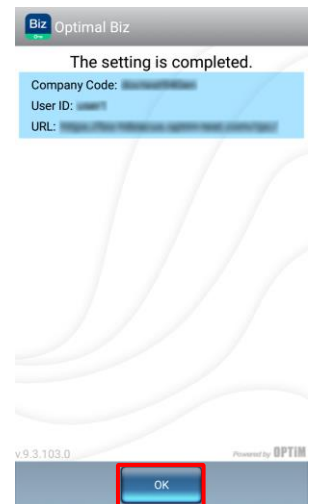 Biz
Optimal Biz
The setting is completed.
Company Code:
User ID:
URL:
v.9.3.103.0
Powered by OPTiM
OK